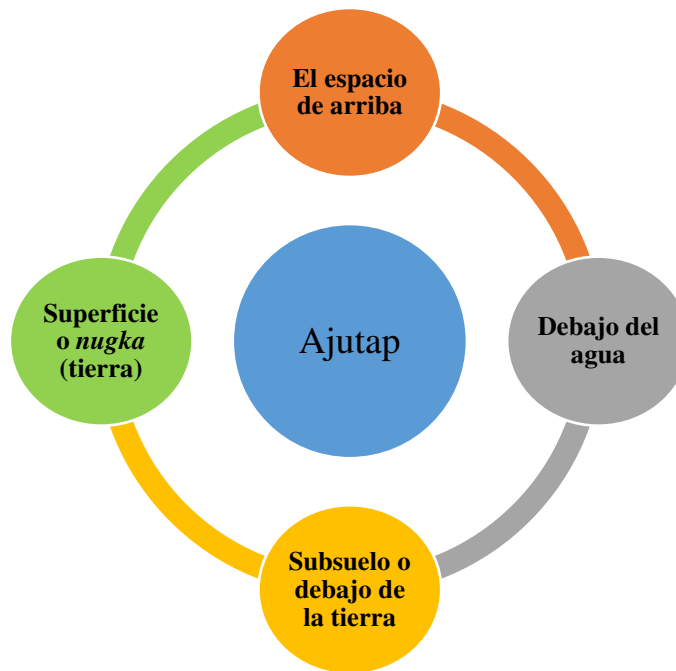 El espacio
de arriba
Superficie
o nugka
(tierra)
Ajutap
Debajo del
agua
Subsuelo o
debajo de
la tierra